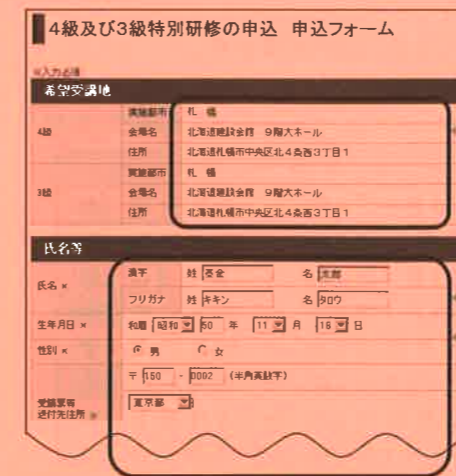 4級及び3級特別研修の申込 申込フォーム
※入力必須
希望受講地
4級
実施都市 札 幌
会場名 北海道建設会館 9階大ホール
住所 北海道札幌市中央区北4条西3丁目1
3級
実施都市 札 幌
会場名 北海道建設会館 9階大ホール
住所 北海道札幌市中央区北4条西3丁目1
氏名等
氏名 ※
漢字 姓 基金 名 太郎
フリガナ 姓 キキン 名 タロウ
生年月日 ※ 和暦 昭和 50 年 11 月 16 日
性別 ※ 男 女
受講票等
送付先住所 ※
〒 150 - 0002 (半角英数字)
東京都